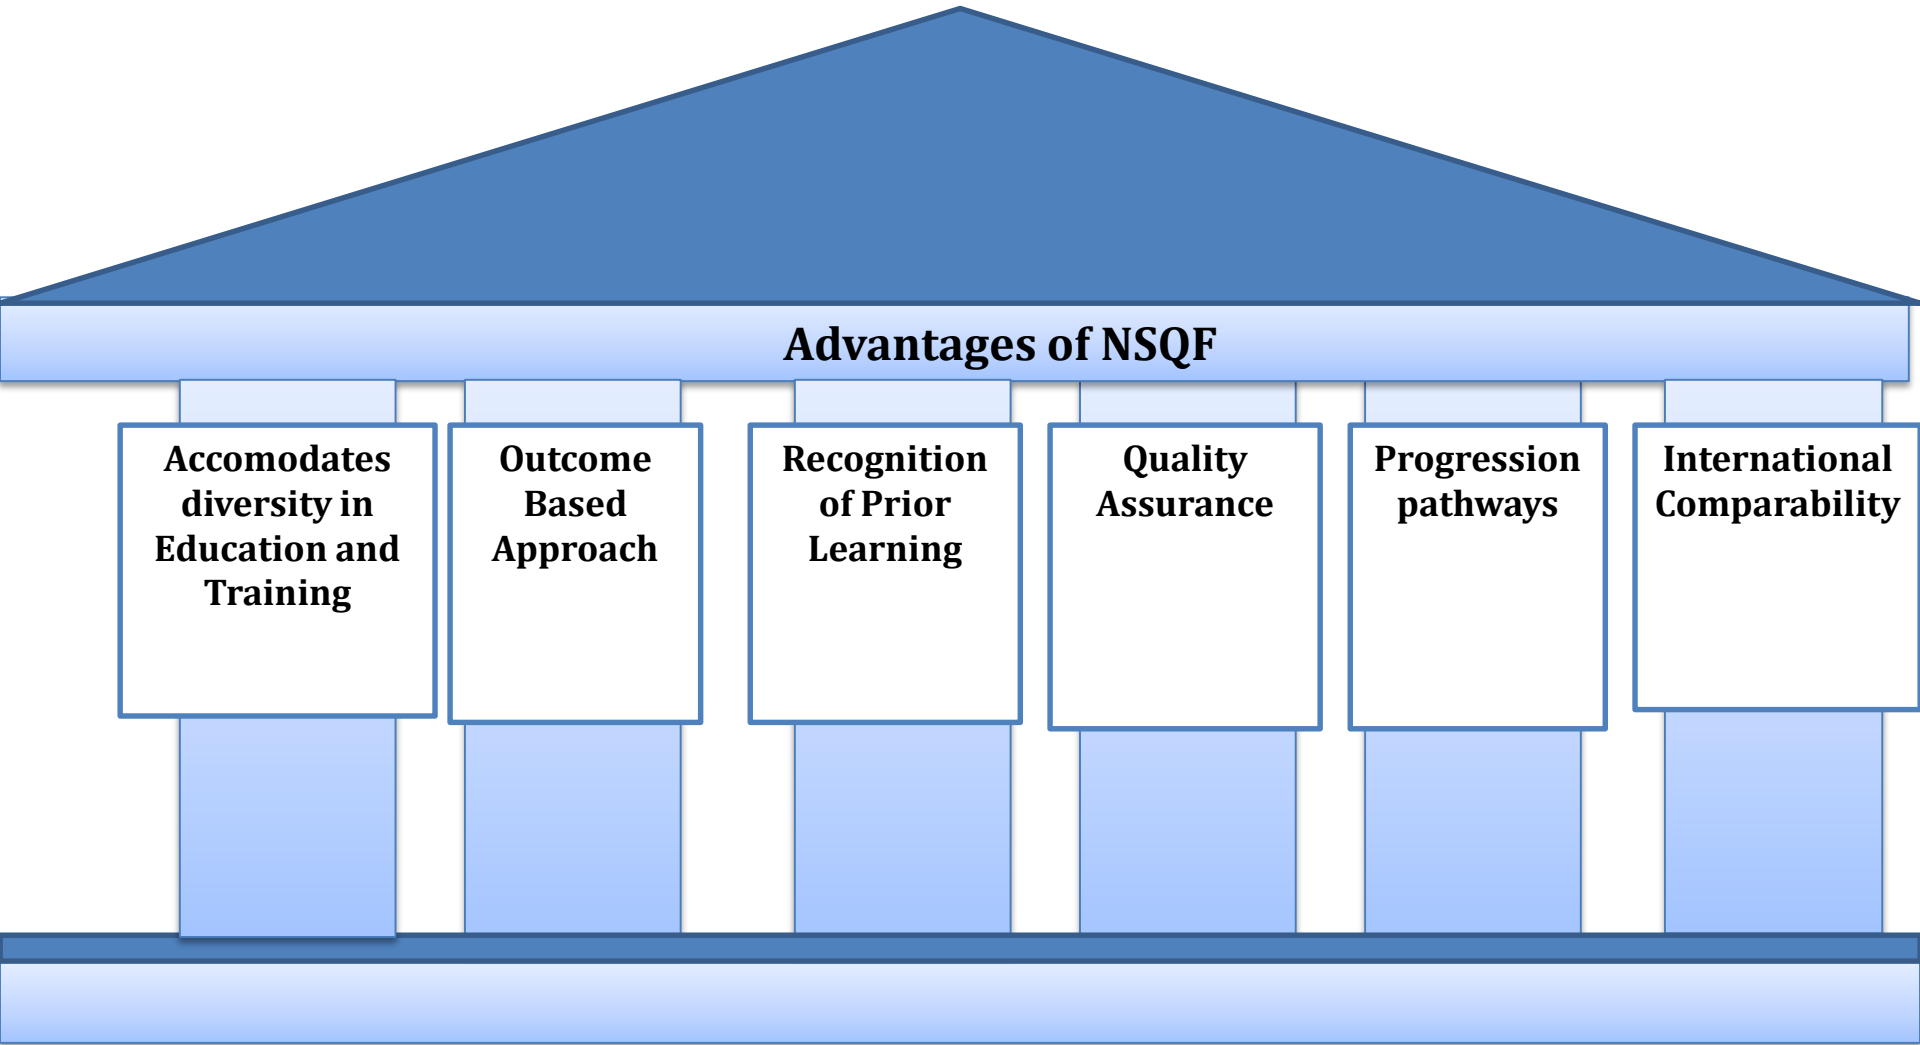 Advantages of NSQF
Accomodates
diversity in
Education and
Training
Outcome
Based
Approach
Recognition
of Prior
Learning
Quality
Assurance
Progression
pathways
International
Comparability